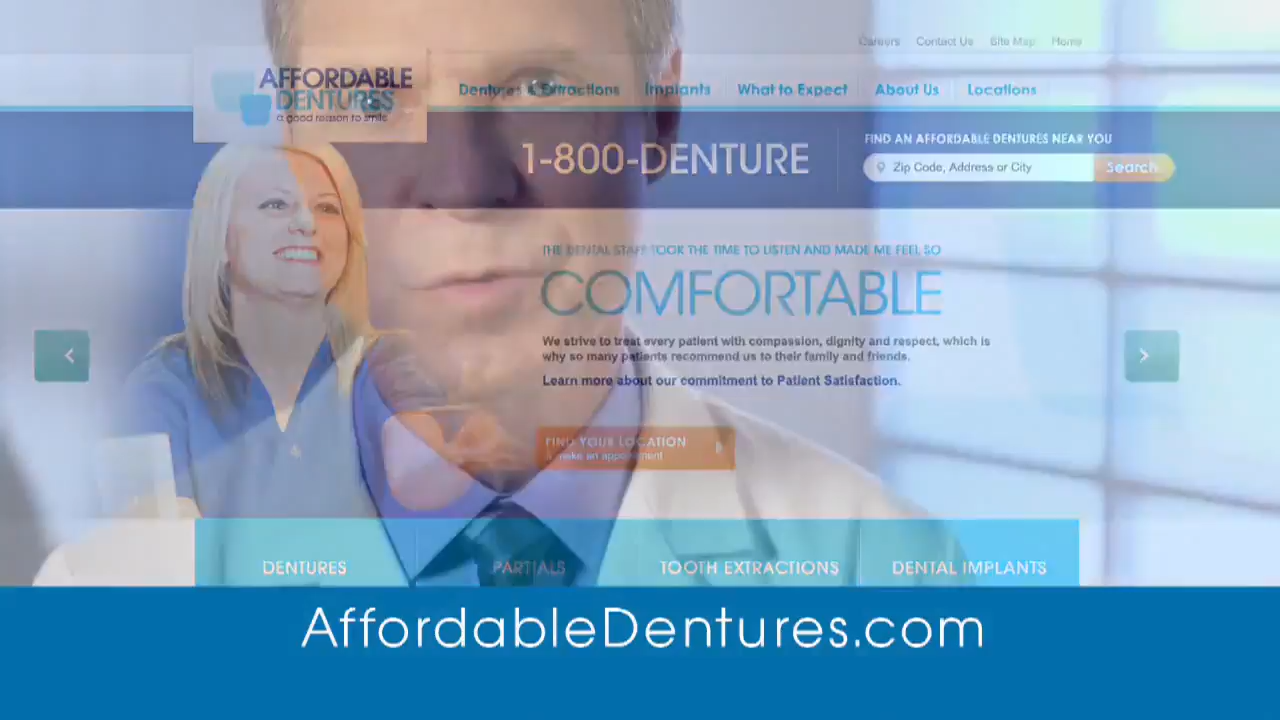 Careers Contact Us Site Map Home
AFFORDABLE
DENTURES
a good reason to smile
Dentures & Extractions Implants What to Expect About Us Locations
FIND AN AFFORDABLE DENTURES NEAR YOU
1-800-DENTURE
Zip Code, Address or City Search
THE DENTAL STAFF TOOK THE TIME TO LISTEN AND MADE ME FEEL SO
COMFORTABLE
We strive to treat every patient with compassion, dignity and respect, which is
why so many patients recommend us to their family and friends.
Learn more about our commitment to Patient Satisfaction.
FIND YOUR LOCATION
& make an appointment
DENTURES PARTIALS TOOTH EXTRACTIONS DENTAL IMPLANTS
AffordableDentures.com